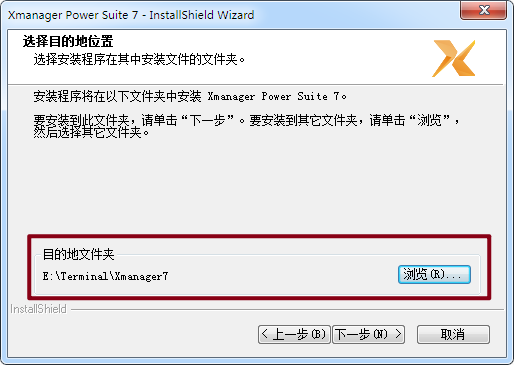 Xmanager Power Suite 7 - InstallShield Wizard
选择目的地位置
选择安装程序在其中安装文件的文件夹。
安装程序将在以下文件夹中安装 Xmanager Power Suite 7。
要安装到此文件夹，请单击“下一步”。要安装到其它文件夹，请单击“浏览”，
然后选择其它文件夹。
目的地文件夹
E:\Terminal\Xmanager7
浏览(R)...
InstallShield
< 上一步(B)
下一步(N) >
取消